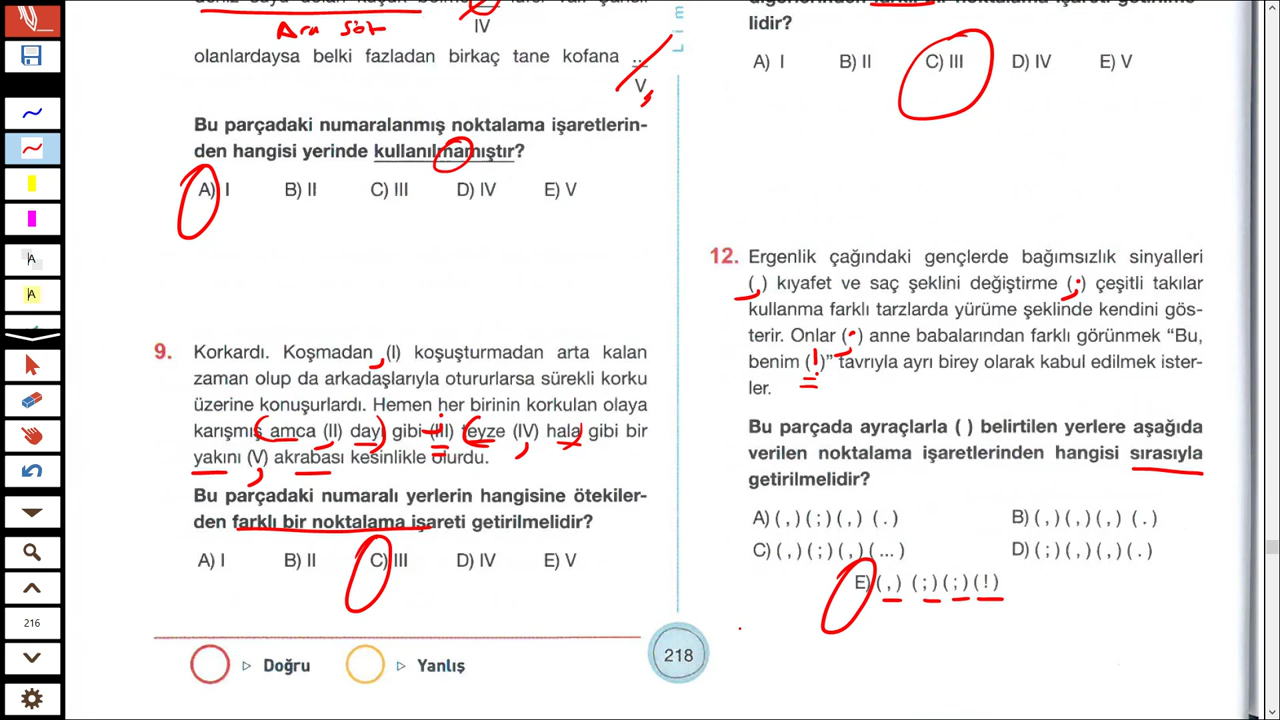 Ara söz
IV
olanlardaysa belki fazladan birkaç tane kofana ..
V
Bu parçadaki numaralanmış noktalama işaretlerin-
den hangisi yerinde kullanılmamıştır?
A) I B) II C) III D) IV E) V
9. Korkardı. Koşmadan (I) koşuşturmadan arta kalan
zaman olup da arkadaşlarıyla otururlarsa sürekli korku
üzerine konuşurlardı. Hemen her birinin korkulan olaya
karışmış amca (II) dayı gibi (III) teyze (IV) hala gibi bir
yakını (V) akrabası kesinlikle olurdu.
Bu parçadaki numaralı yerlerin hangisine ötekiler-
den farklı bir noktalama işareti getirilmelidir?
A) I B) II C) III D) IV E) V
Doğru Yanlış
218
lidir?
A) I B) II C) III D) IV E) V
12. Ergenlik çağındaki gençlerde bağımsızlık sinyalleri
(,) kıyafet ve saç şeklini değiştirme (;) çeşitli takılar
kullanma farklı tarzlarda yürüme şeklinde kendini gös-
terir. Onlar (;) anne babalarından farklı görünmek “Bu,
benim (!)” tavrıyla ayrı birey olarak kabul edilmek ister-
ler.
Bu parçada ayraçlarla ( ) belirtilen yerlere aşağıda
verilen noktalama işaretlerinden hangisi sırasıyla
getirilmelidir?
A) ( , ) ( ; ) ( , ) ( . ) B) ( , ) ( , ) ( , ) ( . )
C) ( , ) ( ; ) ( , ) ( ... ) D) ( ; ) ( , ) ( , ) ( . )
E) ( , ) ( ; ) ( ; ) ( ! )
A
A
216